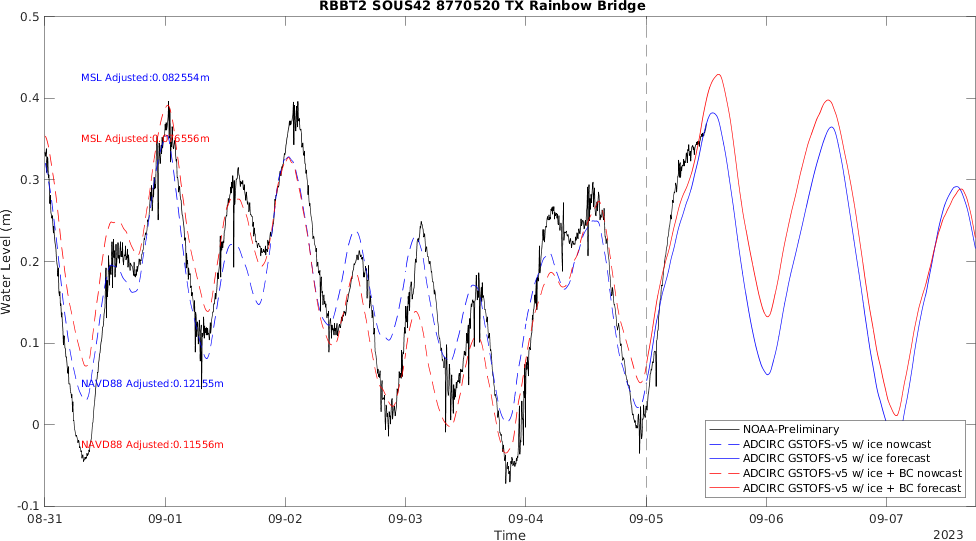 RBBT2 SOUS42 8770520 TX Rainbow Bridge
0.5
0.4
0.3
0.2
0.1
0
-0.1
Water Level (m)
MSL Adjusted:0.082554m
NAVD88 Adjusted:0.12155m
NAVD88 Adjusted:0.11556m
NOAA-Preliminary
ADCIRC GSTOFS-v5 w/ ice nowcast
ADCIRC GSTOFS-v5 w/ ice forecast
ADCIRC GSTOFS-v5 w/ ice + BC nowcast
ADCIRC GSTOFS-v5 w/ ice + BC forecast
08-31 09-01 09-02 09-03 09-04 09-05 09-06 09-07
Time
2023
MSL Adjusted: